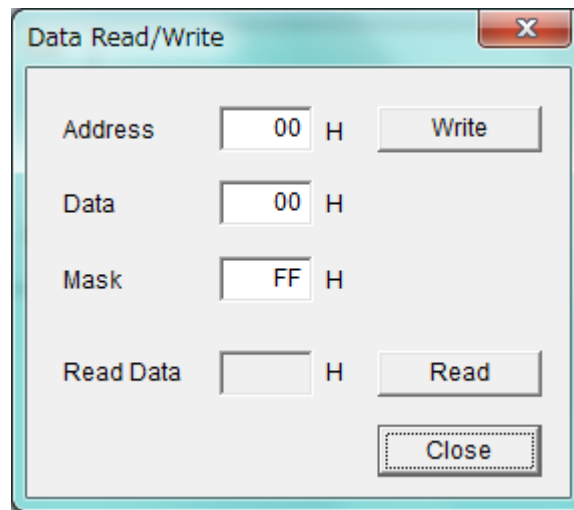 Data Read/Write
Address 00 H Write
Data 00 H
Mask FF H
Read Data H Read
Close